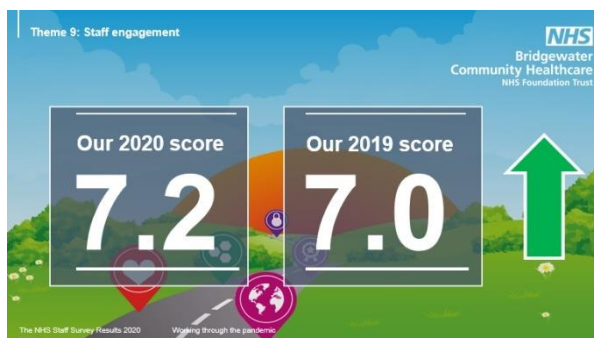 Theme 9: Staff engagement
NHS
Bridgewater
Community Healthcare
NHS Foundation Trust
Our 2020 score
7.2
Our 2019 score
7.0
The NHS Staff Survey Results 2020
Working through the pandemic